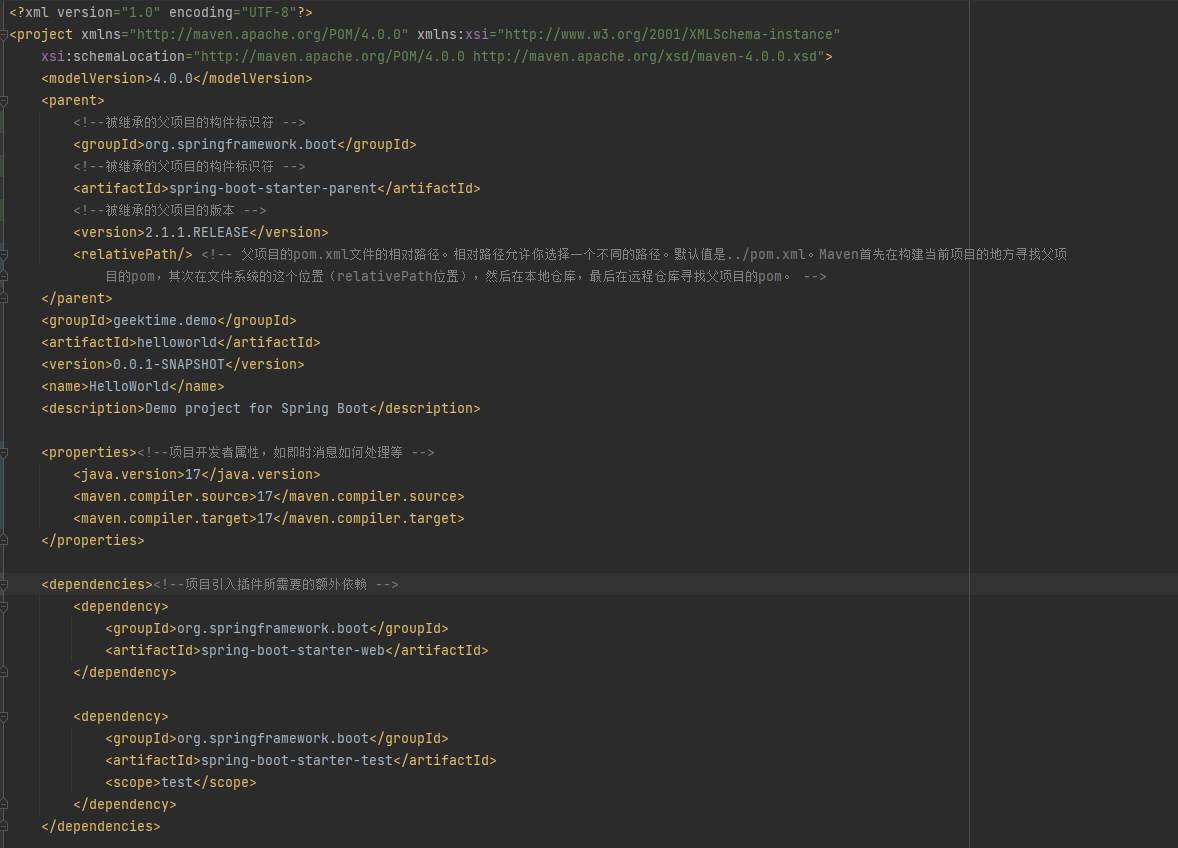 <?xml version="1.0" encoding="UTF-8"?>
<project xmlns="http://maven.apache.org/POM/4.0.0" xmlns:xsi="http://www.w3.org/2001/XMLSchema-instance"
    xsi:schemaLocation="http://maven.apache.org/POM/4.0.0 http://maven.apache.org/xsd/maven-4.0.0.xsd">
    <modelVersion>4.0.0</modelVersion>
    <parent>
        <!--被继承的父项目的构件标识符 -->
        <groupId>org.springframework.boot</groupId>
        <!--被继承的父项目的构件标识符 -->
        <artifactId>spring-boot-starter-parent</artifactId>
        <!--被继承的父项目的版本 -->
        <version>2.1.1.RELEASE</version>
        <relativePath/> <!-- 父项目的pom.xml文件的相对路径。相对路径允许你选择一个不同的路径。默认值是../pom.xml。Maven首先在构建当前项目的地方寻找父项
            目的pom，其次在文件系统的这个位置（relativePath位置），然后在本地仓库，最后在远程仓库寻找父项目的pom。 -->
    </parent>
    <groupId>geektime.demo</groupId>
    <artifactId>helloworld</artifactId>
    <version>0.0.1-SNAPSHOT</version>
    <name>HelloWorld</name>
    <description>Demo project for Spring Boot</description>
    <properties><!--项目开发者属性，如即时消息如何处理等 -->
        <java.version>17</java.version>
        <maven.compiler.source>17</maven.compiler.source>
        <maven.compiler.target>17</maven.compiler.target>
    </properties>
    <dependencies><!--项目引入插件所需要的额外依赖 -->
        <dependency>
            <groupId>org.springframework.boot</groupId>
            <artifactId>spring-boot-starter-web</artifactId>
        </dependency>
        <dependency>
            <groupId>org.springframework.boot</groupId>
            <artifactId>spring-boot-starter-test</artifactId>
            <scope>test</scope>
        </dependency>
    </dependencies>